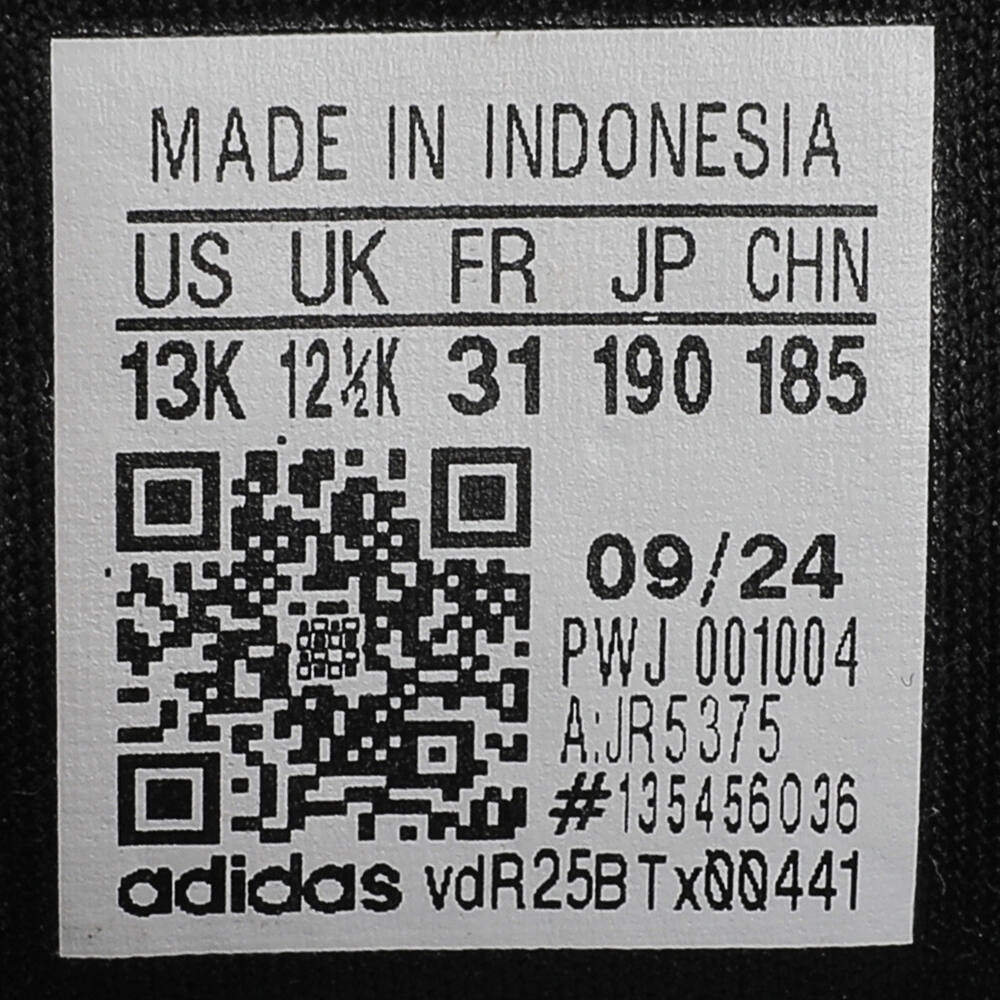 MADE IN INDONESIA
US UK FR JP CHN
13K 12½K 31 190 185
09/24
PWJ 001004
A:JR5375
#135456036
adidas vdR25BTx00441